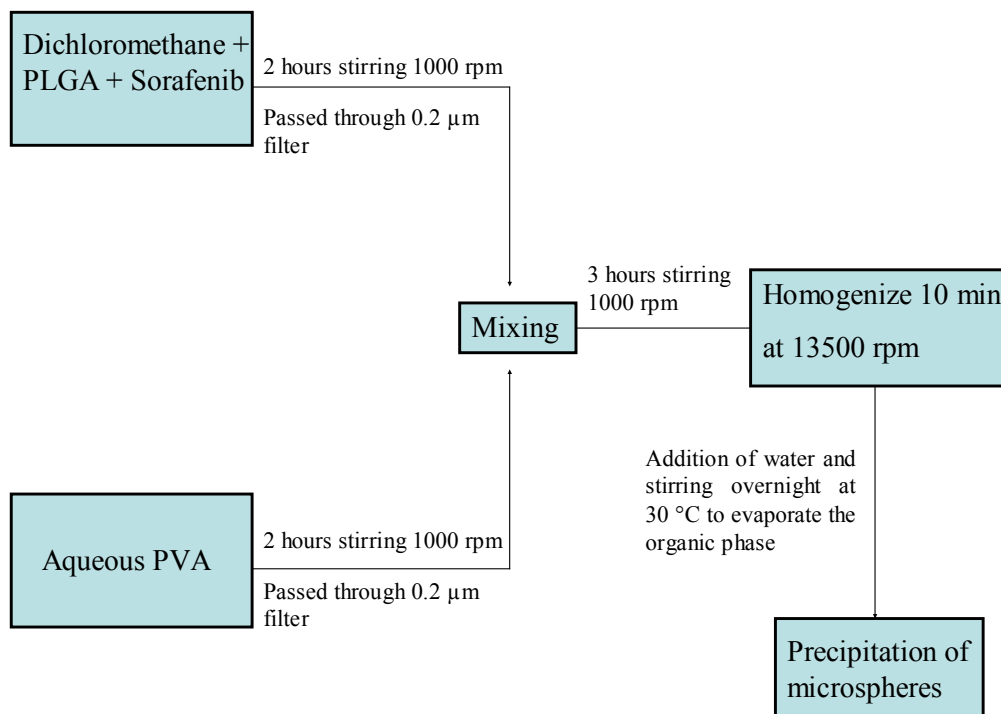 Dichloromethane +
PLGA + Sorafenib
2 hours stirring 1000 rpm
Passed through 0.2 µm
filter
Mixing
3 hours stirring
1000 rpm
Homogenize 10 min
at 13500 rpm
Aqueous PVA
2 hours stirring 1000 rpm
Passed through 0.2 µm
filter
Addition of water and
stirring overnight at
30 °C to evaporate the
organic phase
Precipitation of
microspheres